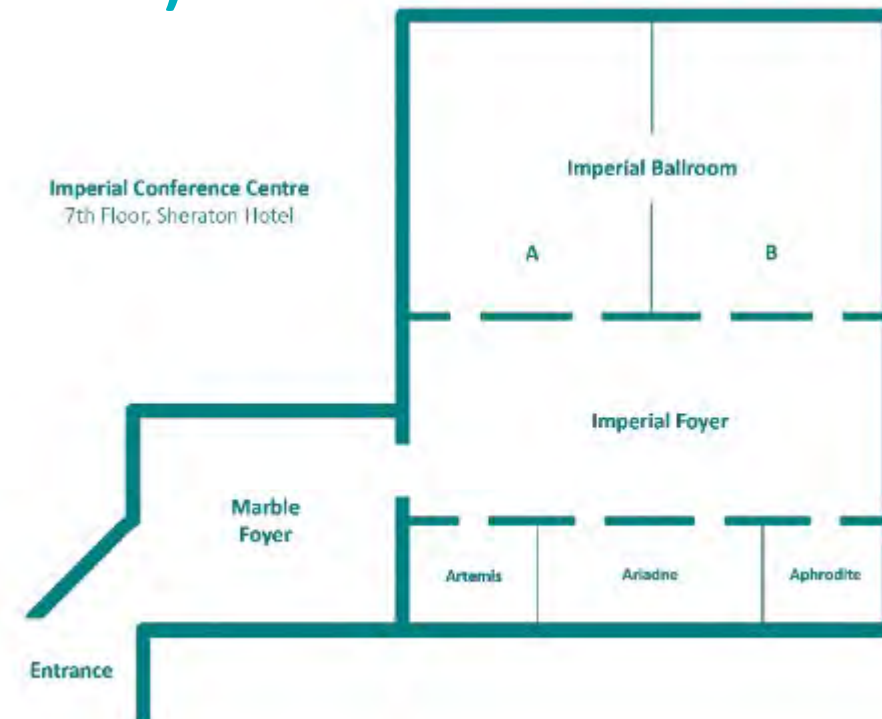 Imperial Conference Centre
7th Floor, Sheraton Hotel
Imperial Ballroom
A
B
Imperial Foyer
Marble
Foyer
Artemis
Ariadne
Aphrodite
Entrance